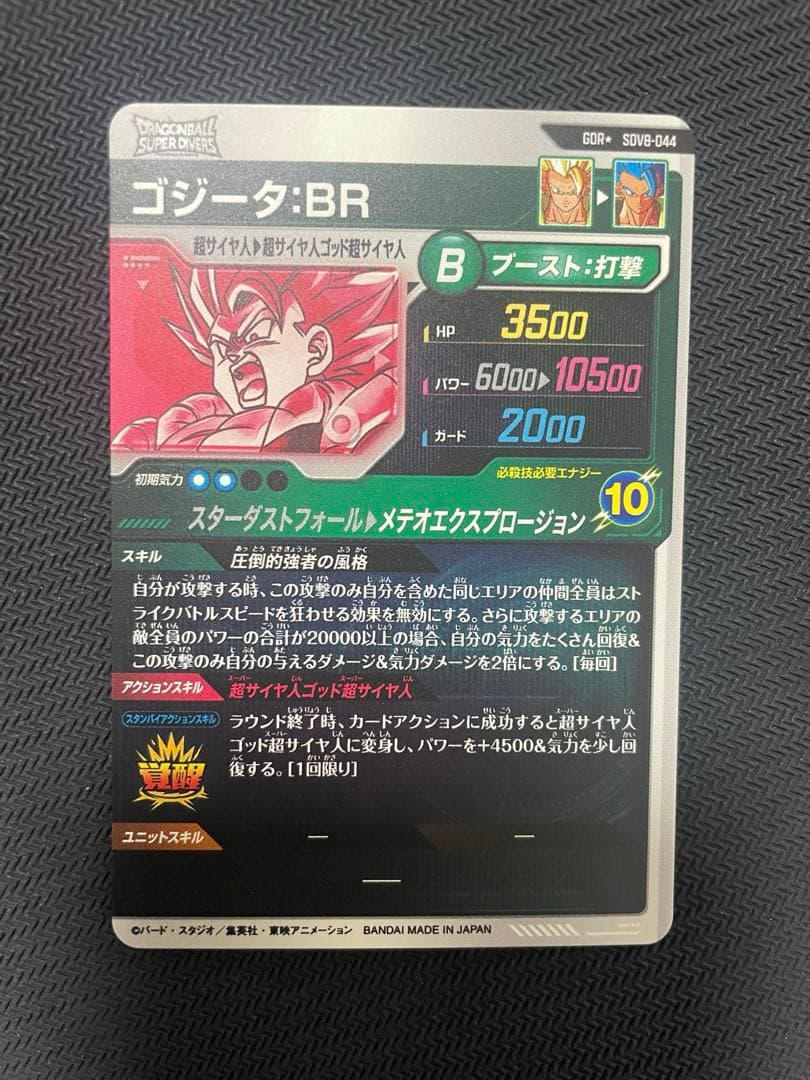 DRAGONBALL
SUPER DIVERS
GDR★ SDV8-044
ゴジータ:BR
超サイヤ人▶超サイヤ人ゴッド超サイヤ人
B ブースト:打撃
HP 3500
パワー 6000▶10500
ガード 2000
初期気力
必殺技必要エナジー
10
スターダストフォール▶メテオエクスプロージョン
スキル 圧倒的強者の風格
自分が攻撃する時、この攻撃のみ自分を含めた同じエリアの仲間全員はスト
ライクバトルスピードを狂わせる効果を無効にする。さらに攻撃するエリアの
敵全員のパワーの合計が20000以上の場合、自分の気力をたくさん回復&
この攻撃のみ自分の与えるダメージ&気力ダメージを2倍にする。[毎回]
アクションスキル 超サイヤ人ゴッド超サイヤ人
スタンバイアクションスキル
覚醒
ラウンド終了時、カードアクションに成功すると超サイヤ人
ゴッド超サイヤ人に変身し、パワーを+4500&気力を少し回
復する。[1回限り]
ユニットスキル — —
—
©バード・スタジオ/集英社・東映アニメーション BANDAI MADE IN JAPAN